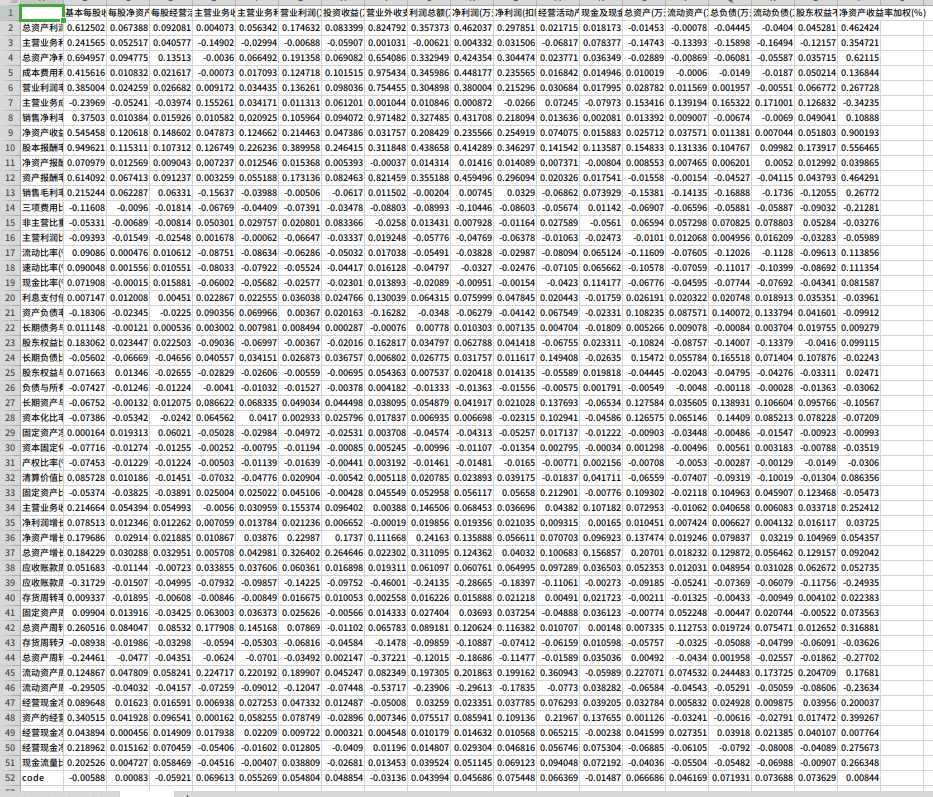 1 基本每股收 每股净资 每股经营活 主营业务收 主营业务利 营业利润( 投资收益( 营业外收支 利润总额( 净利润(万 净利润(扣 经营活动产 现金及现金 总资产(万 流动资产( 总负债(万 流动负债( 股东权益不 净资产收益率加权(%)
2 总资产利润 0.612502 0.067388 0.092081 0.004073 0.056342 0.174632 0.083399 0.824792 0.357373 0.462037 0.297851 0.021715 0.018173 -0.01453 -0.00078 -0.04445 -0.0404 0.045281 0.462424
3 主营业务利 0.241565 0.052517 0.040577 -0.14902 -0.02994 -0.00688 -0.05907 0.001031 -0.00621 0.004332 0.031506 -0.06817 0.078377 -0.14743 -0.13393 -0.15898 -0.16494 -0.12157 0.354721
4 总资产净利 0.694957 0.094775 0.13513 -0.0036 0.066492 0.191358 0.069082 0.654086 0.332949 0.424354 0.304474 0.023771 0.036349 -0.02889 -0.00869 -0.06081 -0.05587 0.035715 0.62115
5 成本费用利 0.415616 0.010832 0.021617 -0.00073 0.017093 0.124718 0.101515 0.975434 0.345986 0.448177 0.235565 0.016842 0.014946 0.010019 -0.0006 -0.0149 -0.0187 0.050214 0.136844
6 营业利润率 0.385004 0.024259 0.026682 0.009172 0.034435 0.136261 0.098036 0.754455 0.304898 0.380004 0.215296 0.030684 0.017995 0.028782 0.011569 0.001957 -0.00551 0.066772 0.267728
7 主营业务成 -0.23969 -0.05241 -0.03974 0.155261 0.034171 0.011313 0.061201 0.001044 0.010846 0.000872 -0.0266 0.07245 -0.07973 0.153416 0.139194 0.165322 0.171001 0.126832 -0.34235
8 销售净利率 0.37503 0.010384 0.015926 0.010582 0.020925 0.105964 0.094072 0.971482 0.327485 0.431708 0.218094 0.013636 0.002081 0.013392 0.009007 -0.00674 -0.0069 0.049041 0.10888
9 净资产收益 0.545458 0.120618 0.148602 0.047873 0.124662 0.214463 0.047386 0.031757 0.208429 0.235566 0.254919 0.074075 0.015883 0.025712 0.037571 0.011381 0.007044 0.051803 0.900193
10 股本报酬率 0.949621 0.115311 0.107312 0.126749 0.226236 0.389958 0.246415 0.311848 0.438658 0.414289 0.346297 0.141542 0.113587 0.154833 0.131336 0.104767 0.09982 0.173917 0.556465
11 净资产报酬 0.070979 0.012569 0.009043 0.007237 0.012546 0.015368 0.005393 -0.00037 0.014314 0.01416 0.014089 0.007371 -0.00804 0.008553 0.007465 0.006201 0.0052 0.012992 0.039865
12 资产报酬率 0.614092 0.067413 0.091237 0.003259 0.055188 0.173136 0.082463 0.821459 0.355188 0.459496 0.296094 0.020326 0.017541 -0.01558 -0.00154 -0.04527 -0.04115 0.043793 0.464291
13 销售毛利率 0.215244 0.062287 0.06331 -0.15637 -0.03988 -0.00506 -0.0617 0.011502 -0.00204 0.00745 0.0329 -0.06862 0.073929 -0.15381 -0.14135 -0.16888 -0.1736 -0.12055 0.26772
14 三项费用比 -0.11608 -0.0096 -0.01814 -0.06769 -0.04409 -0.07391 -0.03478 -0.08803 -0.08993 -0.10446 -0.08603 -0.05674 0.01142 -0.06907 -0.06596 -0.05881 -0.05887 -0.09032 -0.21281
15 非主营比重 -0.05331 -0.00689 -0.00814 0.050301 0.029757 0.020801 0.083366 -0.0258 0.013431 0.007928 -0.01164 0.027589 -0.0561 0.06594 0.057298 0.070825 0.078803 0.05284 -0.03276
16 主营利润比 -0.09393 -0.01549 -0.02548 0.001678 -0.00062 -0.06647 -0.03337 0.019248 -0.05776 -0.04769 -0.06378 -0.01063 -0.02473 -0.0101 0.012068 0.004956 0.016209 -0.03283 -0.05989
17 流动比率(% 0.09086 0.000476 0.010612 -0.08751 -0.08634 -0.06286 -0.05032 0.017038 -0.05491 -0.03828 -0.02987 -0.08094 0.065124 -0.11609 -0.07605 -0.12026 -0.1128 -0.09613 0.113856
18 速动比率(% 0.090048 0.001556 0.010551 -0.08033 -0.07922 -0.05524 -0.04417 0.016128 -0.04797 -0.0327 -0.02476 -0.07105 0.065662 -0.10578 -0.07059 -0.11017 -0.10399 -0.08692 0.111354
19 现金比率(% 0.071908 -0.00015 0.015881 -0.06002 -0.05682 -0.02577 -0.02301 0.013893 -0.02089 -0.00951 -0.00154 -0.0423 0.114177 -0.06776 -0.04595 -0.07744 -0.07692 -0.04341 0.081587
20 利息支付倍 0.007147 0.012008 0.00451 0.022867 0.022555 0.036038 0.024766 0.130039 0.064315 0.075999 0.047845 0.020443 -0.01759 0.026191 0.020322 0.020748 0.018913 0.035351 -0.03961
21 资产负债率 -0.18306 -0.02345 -0.0225 0.090356 0.069966 0.00367 0.020163 -0.16282 -0.0348 -0.06279 -0.04142 0.067549 -0.02331 0.108235 0.087571 0.140072 0.133794 0.041601 -0.09912
22 长期债务与 0.011148 -0.00121 0.000536 0.003002 0.007981 0.008494 0.000287 -0.00076 0.00778 0.010303 0.007135 0.004704 -0.01809 0.005266 0.009078 -0.00084 0.003704 0.019755 0.009279
23 股东权益比 0.183062 0.023447 0.022503 -0.09036 -0.06997 -0.00367 -0.02016 0.162817 0.034797 0.062788 0.041418 -0.06755 0.023311 -0.10824 -0.08757 -0.14007 -0.13379 -0.0416 0.099115
24 长期负债比 -0.05602 -0.06669 -0.04656 0.040557 0.034151 0.026873 0.036757 0.006802 0.026775 0.031757 0.011617 0.149408 -0.02635 0.15472 0.055784 0.165518 0.071404 0.107876 -0.02243
25 股东权益与 0.071663 0.01346 -0.02655 -0.02829 -0.02606 -0.00559 -0.00695 0.054363 0.007537 0.020418 0.014135 -0.05589 0.019818 -0.04445 -0.02043 -0.04795 -0.04276 -0.03311 0.02471
26 负债与所有 -0.07427 -0.01246 -0.01224 -0.0041 -0.01032 -0.01527 -0.00378 0.004182 -0.01333 -0.01363 -0.01556 -0.00575 0.001791 -0.00549 -0.0048 -0.00118 -0.00028 -0.01363 -0.03062
27 长期资产与 -0.06752 -0.00132 0.012075 0.086622 0.068335 0.049034 0.044498 0.038095 0.054879 0.041917 0.021028 0.137693 -0.06534 0.127584 0.035605 0.138931 0.106604 0.095766 -0.10567
28 资本化比率 -0.07386 -0.05342 -0.0242 0.064562 0.0417 0.002933 0.025796 0.017837 0.006935 0.006698 -0.02315 0.102941 -0.04586 0.126575 0.065146 0.14409 0.085213 0.078228 -0.07209
29 固定资产净 0.000164 0.019313 0.06021 -0.05028 -0.02984 -0.04972 -0.02531 0.003708 -0.04574 -0.04313 -0.05257 0.017137 -0.01222 -0.00903 -0.03448 -0.00486 -0.01547 -0.00923 -0.00993
30 资本固定化 -0.07716 -0.01274 -0.01255 -0.00252 -0.00795 -0.01194 -0.00085 0.005245 -0.00996 -0.01107 -0.01354 0.002795 -0.00034 0.001298 -0.00496 0.00561 0.003183 -0.00788 -0.03519
31 产权比率(% -0.07453 -0.01229 -0.01224 -0.00503 -0.01139 -0.01639 -0.00441 0.003192 -0.01461 -0.01481 -0.0165 -0.00771 0.002156 -0.00708 -0.0053 -0.00287 -0.00129 -0.0149 -0.0306
32 清算价值比 0.085728 0.010186 -0.01451 -0.07032 -0.04776 0.020904 -0.00542 0.005118 0.020785 0.023893 0.039175 -0.01837 0.041711 -0.06559 -0.07407 -0.09319 -0.10019 -0.01304 0.086356
33 固定资产比 -0.05374 -0.03825 -0.03891 0.025004 0.025022 0.045106 -0.00428 0.045549 0.052958 0.056117 0.05658 0.212901 -0.00776 0.109302 -0.02118 0.104963 0.045907 0.123468 -0.05473
34 主营业务收 0.214664 0.054394 0.054993 -0.0056 0.030959 0.155374 0.096402 0.00388 0.146506 0.068453 0.036996 0.04382 0.107182 0.072953 -0.01062 0.040658 0.006083 0.033718 0.252412
35 净利润增长 0.078513 0.012346 0.012262 0.007059 0.013784 0.021236 0.006652 -0.00019 0.019856 0.019356 0.021035 0.009315 0.00165 0.010451 0.007424 0.006627 0.004132 0.016117 0.03725
36 净资产增长 0.179686 0.02914 0.021885 0.010867 0.03876 0.22987 0.1737 0.111668 0.24163 0.135888 0.056611 0.070703 0.096923 0.137474 0.019246 0.079837 0.03219 0.104969 0.054357
37 总资产增长 0.184229 0.030288 0.032951 0.005708 0.042981 0.326402 0.264646 0.022302 0.311095 0.124362 0.04032 0.100683 0.156857 0.20701 0.018232 0.129872 0.056462 0.129157 0.092042
38 应收账款周 0.051683 -0.01144 -0.00723 0.033855 0.037606 0.060361 0.016898 0.019311 0.061097 0.060761 0.064995 0.097289 0.036503 0.052353 0.012031 0.048954 0.031028 0.062672 0.052735
39 应收账款周 -0.31729 -0.01507 -0.04995 -0.07932 -0.09857 -0.14225 -0.09752 -0.46001 -0.24135 -0.28665 -0.18397 -0.11061 -0.00273 -0.09185 -0.05241 -0.07369 -0.06079 -0.11756 -0.24935
40 存货周转率 0.009337 -0.01895 -0.00608 -0.00846 -0.00849 0.016675 0.010053 0.002558 0.016226 0.015888 0.021218 0.00491 0.021723 -0.00211 -0.01325 -0.00433 -0.00949 0.004102 0.022383
41 固定资产周 0.09904 0.013916 -0.03425 0.063003 0.036373 0.025626 -0.00566 0.014333 0.027404 0.03693 0.037254 -0.04888 0.036123 -0.00774 0.052248 -0.00447 0.020744 -0.00522 0.073563
42 总资产周转 0.260516 0.084047 0.08532 0.177908 0.145168 0.07869 -0.01102 0.065783 0.089181 0.120624 0.116382 0.010707 0.00148 0.007335 0.112753 0.019724 0.075471 0.012652 0.316881
43 存货周转天 -0.08938 -0.01986 -0.03298 -0.0594 -0.05303 -0.06816 -0.04584 -0.1478 -0.09859 -0.10887 -0.07412 -0.06159 0.010598 -0.05757 -0.0325 -0.05088 -0.04799 -0.06091 -0.03626
44 总资产周转 -0.24461 -0.0477 -0.04351 -0.0624 -0.0701 -0.03492 0.002147 -0.37221 -0.12015 -0.18686 -0.11477 -0.01589 0.035036 0.00492 -0.0434 0.001958 -0.02557 -0.01862 -0.27702
45 流动资产周 0.124867 0.047809 0.058241 0.224717 0.220192 0.189907 0.045247 0.082349 0.197305 0.201863 0.199162 0.360943 -0.05989 0.227071 0.074532 0.244483 0.173725 0.204709 0.17681
46 流动资产周 -0.29505 -0.04032 -0.04157 -0.07259 -0.09012 -0.12047 -0.07448 -0.53717 -0.23906 -0.29613 -0.17835 -0.0773 0.038282 -0.06584 -0.04543 -0.05291 -0.05059 -0.08606 -0.23634
47 经营现金净 0.089648 0.01623 0.016591 0.006938 0.027253 0.047332 0.012487 -0.05008 0.03259 0.023351 0.037785 0.076293 0.039205 0.032784 0.005832 0.024928 0.009875 0.03956 0.200037
48 资产的经营 0.340515 0.041928 0.096541 0.000162 0.058255 0.078749 -0.02896 0.007346 0.075517 0.085914 0.109136 0.21967 0.137655 0.001126 -0.03241 -0.00616 -0.02791 0.017472 0.399267
49 经营现金净 0.043894 0.000456 0.014909 0.017938 0.02209 0.009722 0.000321 0.004548 0.010179 0.014632 0.010568 0.065215 -0.00238 0.041599 0.027351 0.03918 0.021385 0.040107 0.007764
50 经营现金净 0.218962 0.015162 0.070459 -0.05406 -0.01602 0.012805 -0.0409 0.01196 0.014807 0.029304 0.046816 0.056746 0.075304 -0.06885 -0.06105 -0.0792 -0.08008 -0.04089 0.275673
51 现金流量比 0.202526 0.004727 0.058469 -0.04516 -0.00407 0.038809 -0.02681 0.013453 0.039254 0.051145 0.069123 0.094048 0.072191 -0.04036 -0.05504 -0.05482 -0.06988 -0.00907 0.266348
52 code -0.00588 0.00083 -0.05921 0.069613 0.055269 0.054804 0.048854 -0.03136 0.043994 0.045686 0.075448 0.066369 -0.01487 0.066686 0.046169 0.071931 0.073688 0.073629 0.00844